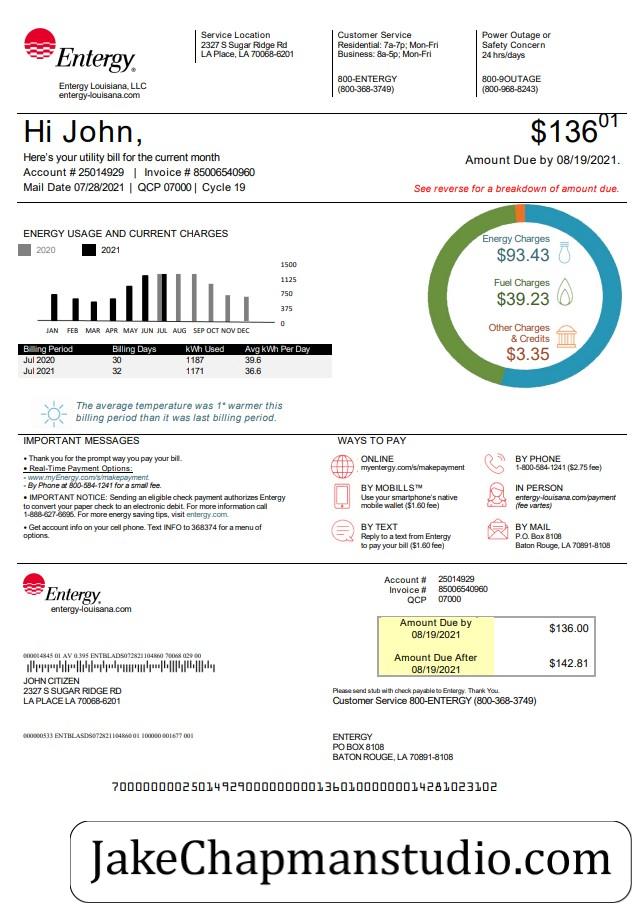 Entergy®
Entergy Louisiana, LLC
entergy-louisiana.com
Service Location
2327 S Sugar Ridge Rd
LA Place, LA 70068-6201
Customer Service
Residential: 7a-7p; Mon-Fri
Business: 8a-5p; Mon-Fri
800-ENTERGY
(800-368-3749)
Power Outage or
Safety Concern
24 hrs/days
800-9OUTAGE
(800-968-8243)
Hi John,
Here's your utility bill for the current month
Account # 25014929 | Invoice # 85006540960
Mail Date 07/28/2021 | QCP 07000 | Cycle 19
$136 01
Amount Due by 08/19/2021.
See reverse for a breakdown of amount due.
ENERGY USAGE AND CURRENT CHARGES
2020 2021
1500
1125
750
375
0
JAN FEB MAR APR MAY JUN JUL AUG SEP OCT NOV DEC
Billing Period Billing Days kWh Used Avg kWh Per Day
Jul 2020 30 1187 39.6
Jul 2021 32 1171 36.6
The average temperature was 1* warmer this
billing period than it was last billing period.
Energy Charges
$93.43
Fuel Charges
$39.23
Other Charges
& Credits
$3.35
IMPORTANT MESSAGES
• Thank you for the prompt way you pay your bill.
• Real-Time Payment Options:
- www.myEnergy.com/s/makepayment.
- By Phone at 800-584-1241 for a small fee.
• IMPORTANT NOTICE: Sending an eligible check payment authorizes Entergy
to convert your paper check to an electronic debit. For more information call
1-888-627-6695. For more energy saving tips, visit entergy.com.
• Get account info on your cell phone. Text INFO to 368374 for a menu of
options.
WAYS TO PAY
ONLINE
myentergy.com/s/makepayment
BY MOBILLS™
Use your smartphone's native
mobile wallet ($1.60 fee)
BY TEXT
Reply to a text from Entergy
to pay your bill ($1.60 fee)
BY PHONE
1-800-584-1241 ($2.75 fee)
IN PERSON
entergy-louisana.com/payment
(fee vartes)
BY MAIL
P.O. Box 8108
Baton Rouge, LA 70891-8108
Entergy®
entergy-louisana.com
Account # 25014929
Invoice # 85006540960
QCP 07000
Amount Due by
08/19/2021
$136.00
Amount Due After
08/19/2021
$142.81
000014845 01 AV 0.395 ENTBLADS072821104860 70068 029 00
JOHN CITIZEN
2327 S SUGAR RIDGE RD
LA PLACE LA 70068-6201
Please send stub with check payable to Entergy. Thank You.
Customer Service 800-ENTERGY (800-368-3749)
000000533 ENTBLASDS072821104860 01 100000 001677 001
ENTERGY
PO BOX 8108
BATON ROUGE, LA 70891-8108
JakeChapmanstudio.com